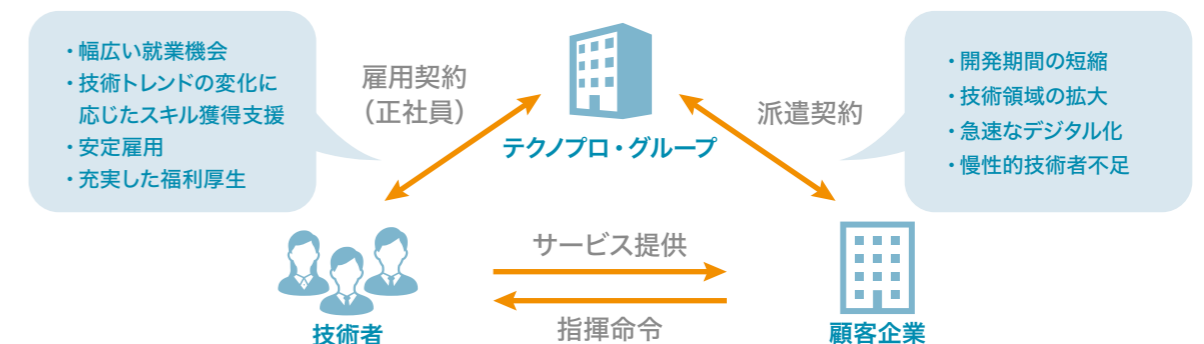 ・幅広い就業機会
・技術トレンドの変化に
応じたスキル獲得支援
・安定雇用
・充実した福利厚生
雇用契約
（正社員）
テクノプロ・グループ
派遣契約
・開発期間の短縮
・技術領域の拡大
・急速なデジタル化
・慢性的技術者不足
サービス提供
指揮命令
技術者
顧客企業